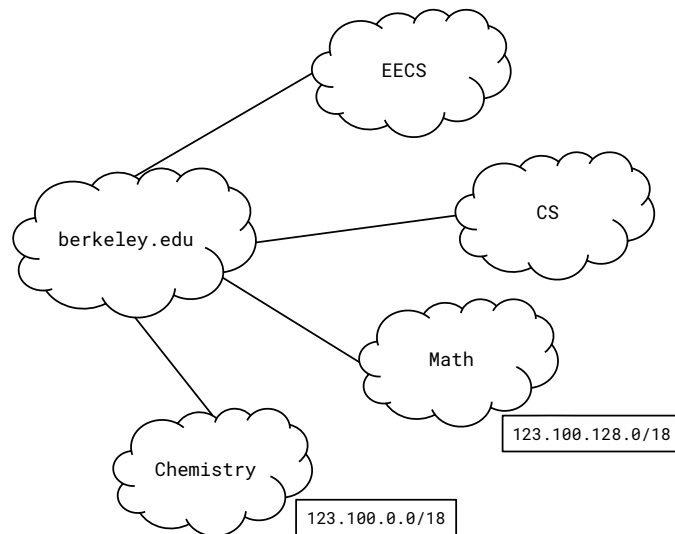 EECS
CS
berkeley.edu
Math
123.100.128.0/18
Chemistry
123.100.0.0/18